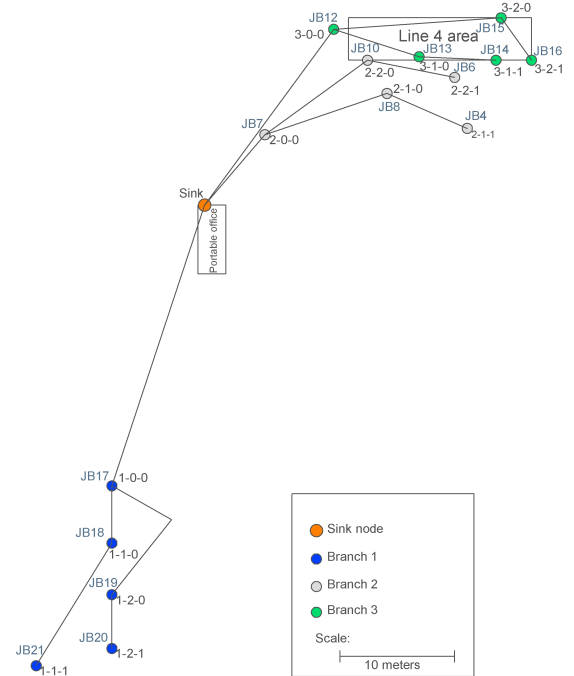 3-2-0
JB12
JB15
3-0-0
Line 4 area
JB10
JB13
JB14
JB16
2-2-0
3-1-0
JB6
3-1-1
3-2-1
2-2-1
2-1-0
JB8
JB4
JB7
2-0-0
2-1-1
Sink
Portable office
JB17
1-0-0
JB18
1-1-0
JB19
1-2-0
JB20
JB21
1-2-1
1-1-1
Sink node
Branch 1
Branch 2
Branch 3
Scale:
10 meters